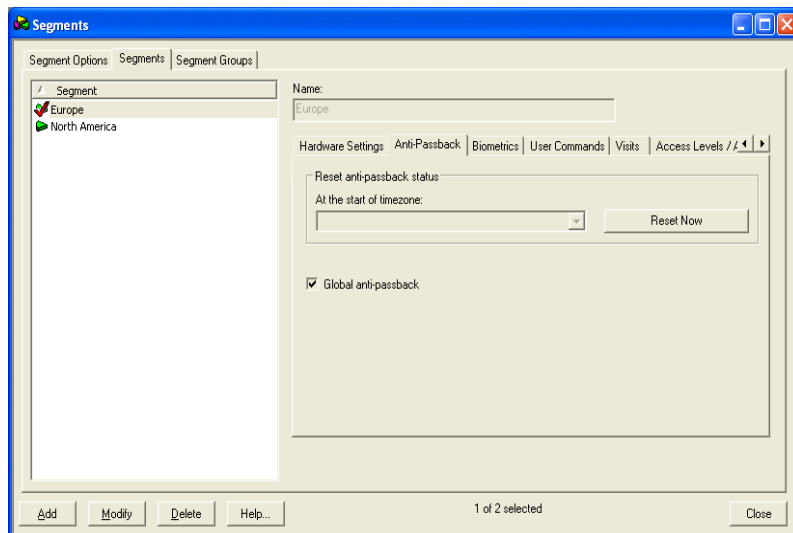 Segments
Segment Options Segments Segment Groups
Segment
Europe
North America
Name:
Europe
Hardware Settings Anti-Passback Biometrics User Commands Visits Access Levels /
Reset anti-passback status
At the start of timezone:
Reset Now
Global anti-passback
Add Modify Delete Help... 1 of 2 selected Close